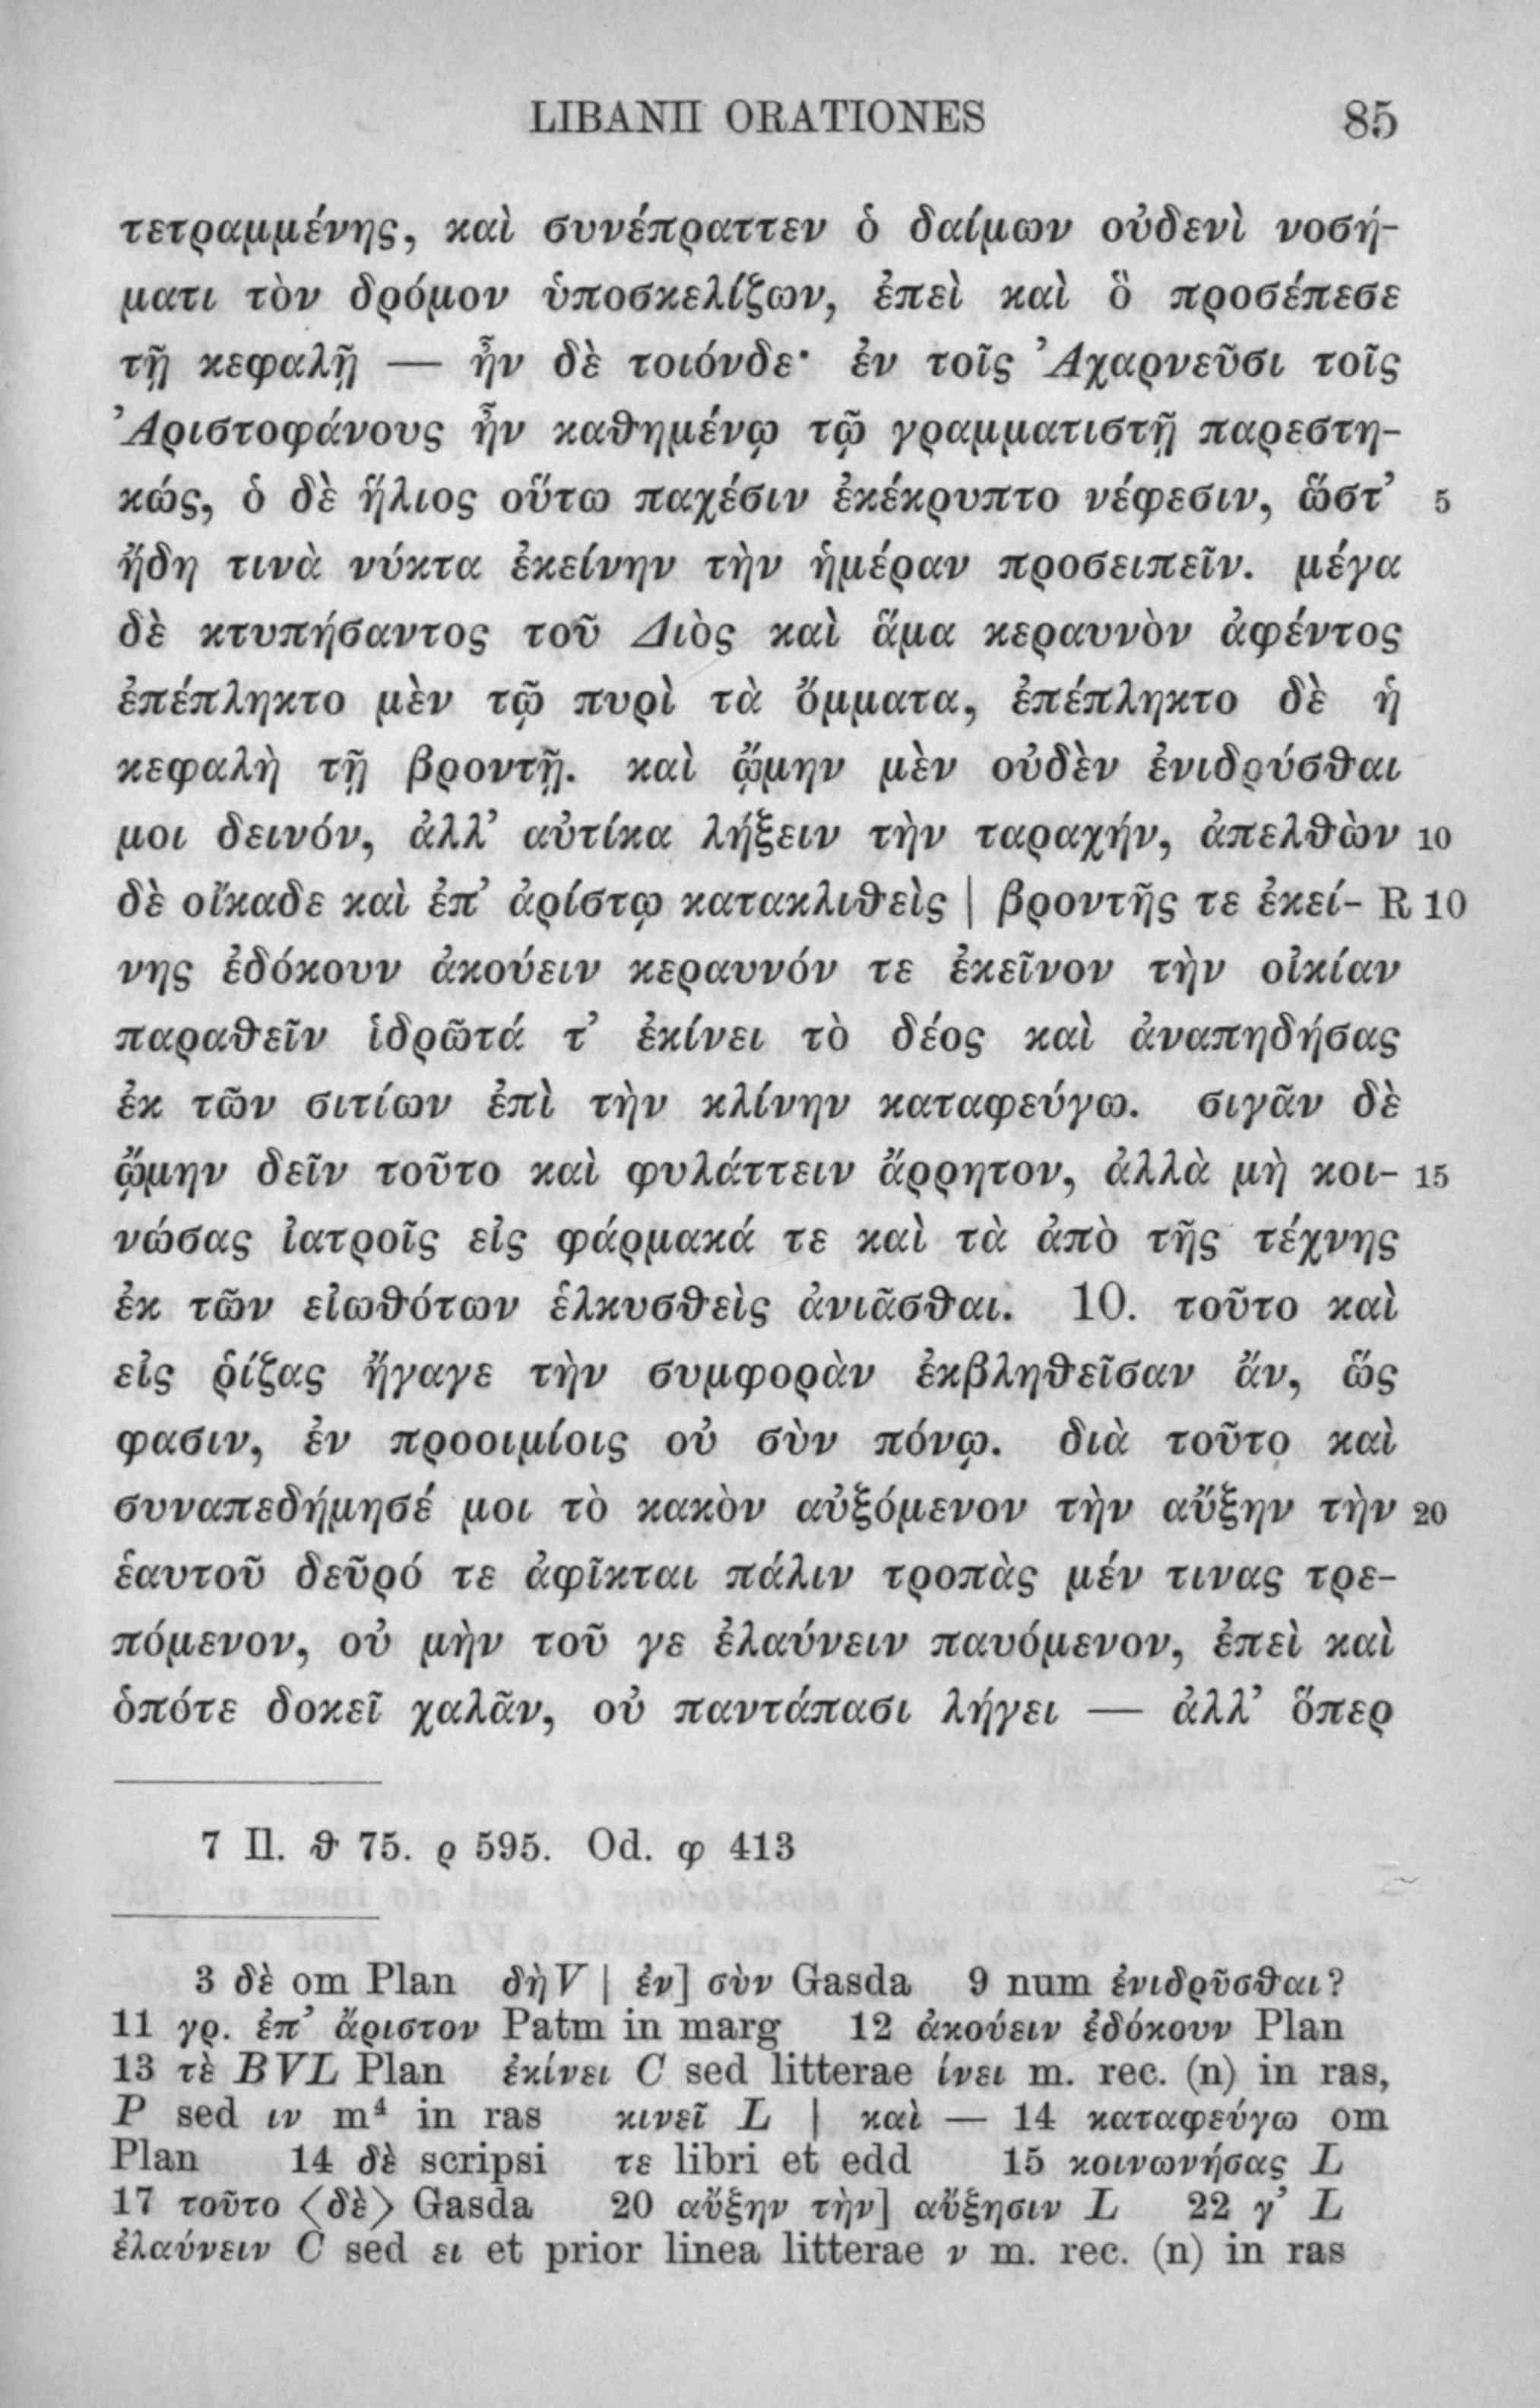 LIBANII ORATIONES 85
τετραμμένης, καὶ συνέπραττεν ὁ δαίμων οὐδενὶ νοσή-
ματι τὸν δρόμον ὑποσκελίζων, ἐπεὶ καὶ ὃ προσέπεσε
τῇ κεφαλῇ — ἦν δὲ τοιόνδε· ἐν τοῖς Ἀχαρνεῦσι τοῖς
Ἀριστοφάνους ἦν καθημένῳ τῷ γραμματιστῇ παρεστη-
κώς, ὁ δὲ ἥλιος οὕτω παχέσιν ἐκέκρυπτο νέφεσιν, ὥστ’ 5
ἤδη τινὰ νύκτα ἐκείνην τὴν ἡμέραν προσειπεῖν. μέγα
δὲ κτυπήσαντος τοῦ Διὸς καὶ ἅμα κεραυνὸν ἀφέντος
ἐπέπληκτο μὲν τῷ πυρὶ τὰ ὄμματα, ἐπέπληκτο δὲ ἡ
κεφαλὴ τῇ βροντῇ. καὶ ᾤμην μὲν οὐδὲν ἐνιδρύσθαι
μοι δεινόν, ἀλλ’ αὐτίκα λήξειν τὴν ταραχήν, ἀπελθὼν 10
δὲ οἴκαδε καὶ ἐπ’ ἀρίστῳ κατακλιθεὶς | βροντῆς τε ἐκεί- R 10
νης ἐδόκουν ἀκούειν κεραυνόν τε ἐκεῖνον τὴν οἰκίαν
παραθεῖν ἱδρῶτά τ’ ἐκίνει τὸ δέος καὶ ἀναπηδήσας
ἐκ τῶν σιτίων ἐπὶ τὴν κλίνην καταφεύγω. σιγᾶν δὲ
ᾤμην δεῖν τοῦτο καὶ φυλάττειν ἄρρητον, ἀλλὰ μὴ κοι- 15
νώσας ἰατροῖς εἰς φάρμακά τε καὶ τὰ ἀπὸ τῆς τέχνης
ἐκ τῶν εἰωθότων ἑλκυσθεὶς ἀνιᾶσθαι. 10. τοῦτο καὶ
εἰς ῥίζας ἤγαγε τὴν συμφορὰν ἐκβληθεῖσαν ἄν, ὥς
φασιν, ἐν προοιμίοις οὐ σὺν πόνῳ. διὰ τοῦτο καὶ
συναπεδήμησέ μοι τὸ κακὸν αὐξόμενον τὴν αὔξην τὴν 20
ἑαυτοῦ δεῦρό τε ἀφῖκται πάλιν τροπὰς μέν τινας τρε-
πόμενον, οὐ μὴν τοῦ γε ἐλαύνειν παυόμενον, ἐπεὶ καὶ
ὁπότε δοκεῖ χαλᾶν, οὐ παντάπασι λήγει — ἀλλ’ ὅπερ
7 Il. ϑ 75. ρ 595. Od. φ 413
3 δὲ om Plan δὴ V | ἐν] σὺν Gasda 9 num ἐνιδρῦσθαι?
11 γρ. ἐπ’ ἄριστον Patm in marg 12 ἀκούειν ἐδόκουν Plan
13 τὲ BVL Plan ἐκίνει C sed litterae ίνει m. rec. (n) in ras,
P sed ιν m⁴ in ras κινεῖ L | καὶ — 14 καταφεύγω om
Plan 14 δὲ scripsi τε libri et edd 15 κοινωνήσας L
17 τοῦτο ⟨δὲ⟩ Gasda 20 αὔξην τὴν] αὔξησιν L 22 γ’ L
ἐλαύνειν C sed ει et prior linea litterae ν m. rec. (n) in ras